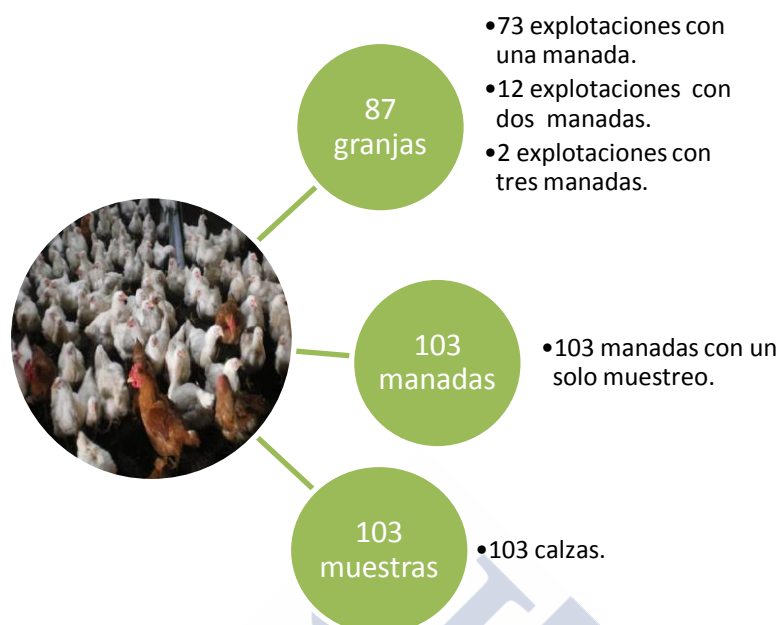 87
granjas
•73 explotaciones con
una manada.
•12 explotaciones con
dos manadas.
•2 explotaciones con
tres manadas.
103
manadas
•103 manadas con un
solo muestreo.
103
muestras
•103 calzas.